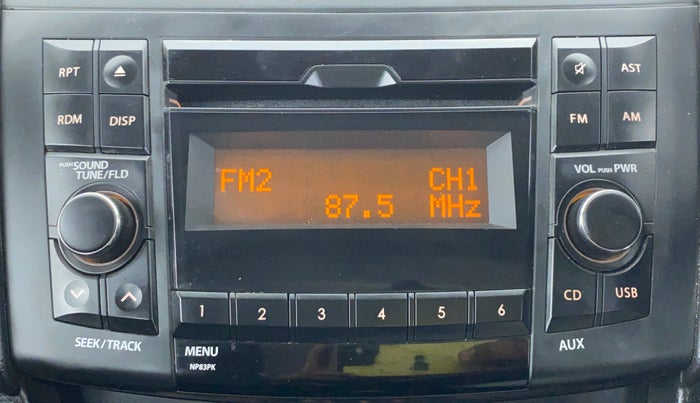 RPT
AST
RDM DISP
FM AM
PUSH SOUND
TUNE/FLD
VOL PUSH PWR
FM2 CH1
87.5 MHz
CD USB
1 2 3 4 5 6
SEEK/TRACK
MENU
NP83PK
AUX